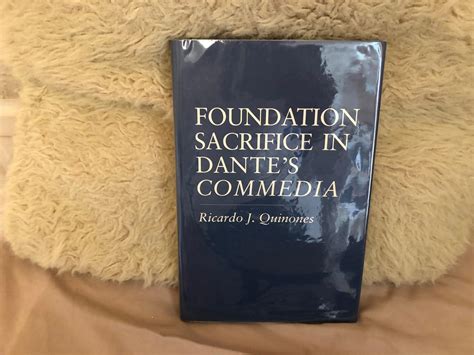 FOUNDATION
SACRIFICE IN
DANTE'S
COMMEDIA
Ricardo J. Quinones